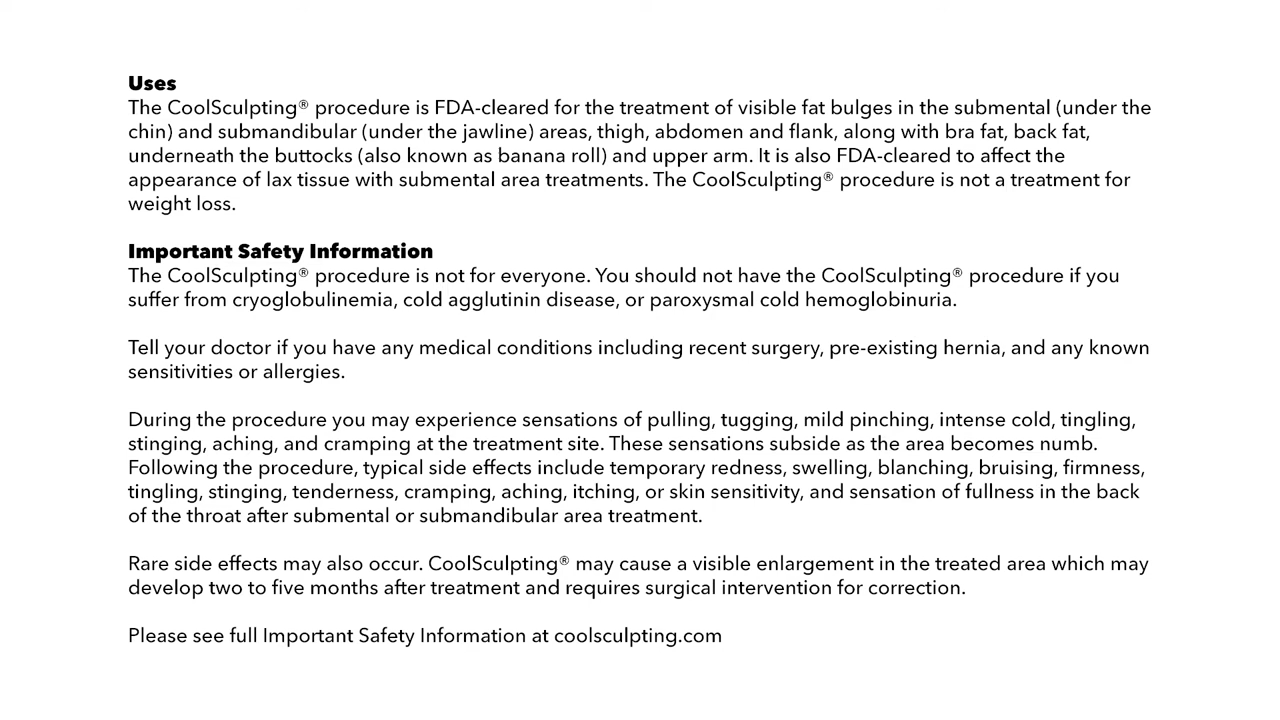 Uses
The CoolSculpting® procedure is FDA-cleared for the treatment of visible fat bulges in the submental (under the
chin) and submandibular (under the jawline) areas, thigh, abdomen and flank, along with bra fat, back fat,
underneath the buttocks (also known as banana roll) and upper arm. It is also FDA-cleared to affect the
appearance of lax tissue with submental area treatments. The CoolSculpting® procedure is not a treatment for
weight loss.
Important Safety Information
The CoolSculpting® procedure is not for everyone. You should not have the CoolSculpting® procedure if you
suffer from cryoglobulinemia, cold agglutinin disease, or paroxysmal cold hemoglobinuria.
Tell your doctor if you have any medical conditions including recent surgery, pre-existing hernia, and any known
sensitivities or allergies.
During the procedure you may experience sensations of pulling, tugging, mild pinching, intense cold, tingling,
stinging, aching, and cramping at the treatment site. These sensations subside as the area becomes numb.
Following the procedure, typical side effects include temporary redness, swelling, blanching, bruising, firmness,
tingling, stinging, tenderness, cramping, aching, itching, or skin sensitivity, and sensation of fullness in the back
of the throat after submental or submandibular area treatment.
Rare side effects may also occur. CoolSculpting® may cause a visible enlargement in the treated area which may
develop two to five months after treatment and requires surgical intervention for correction.
Please see full Important Safety Information at coolsculpting.com